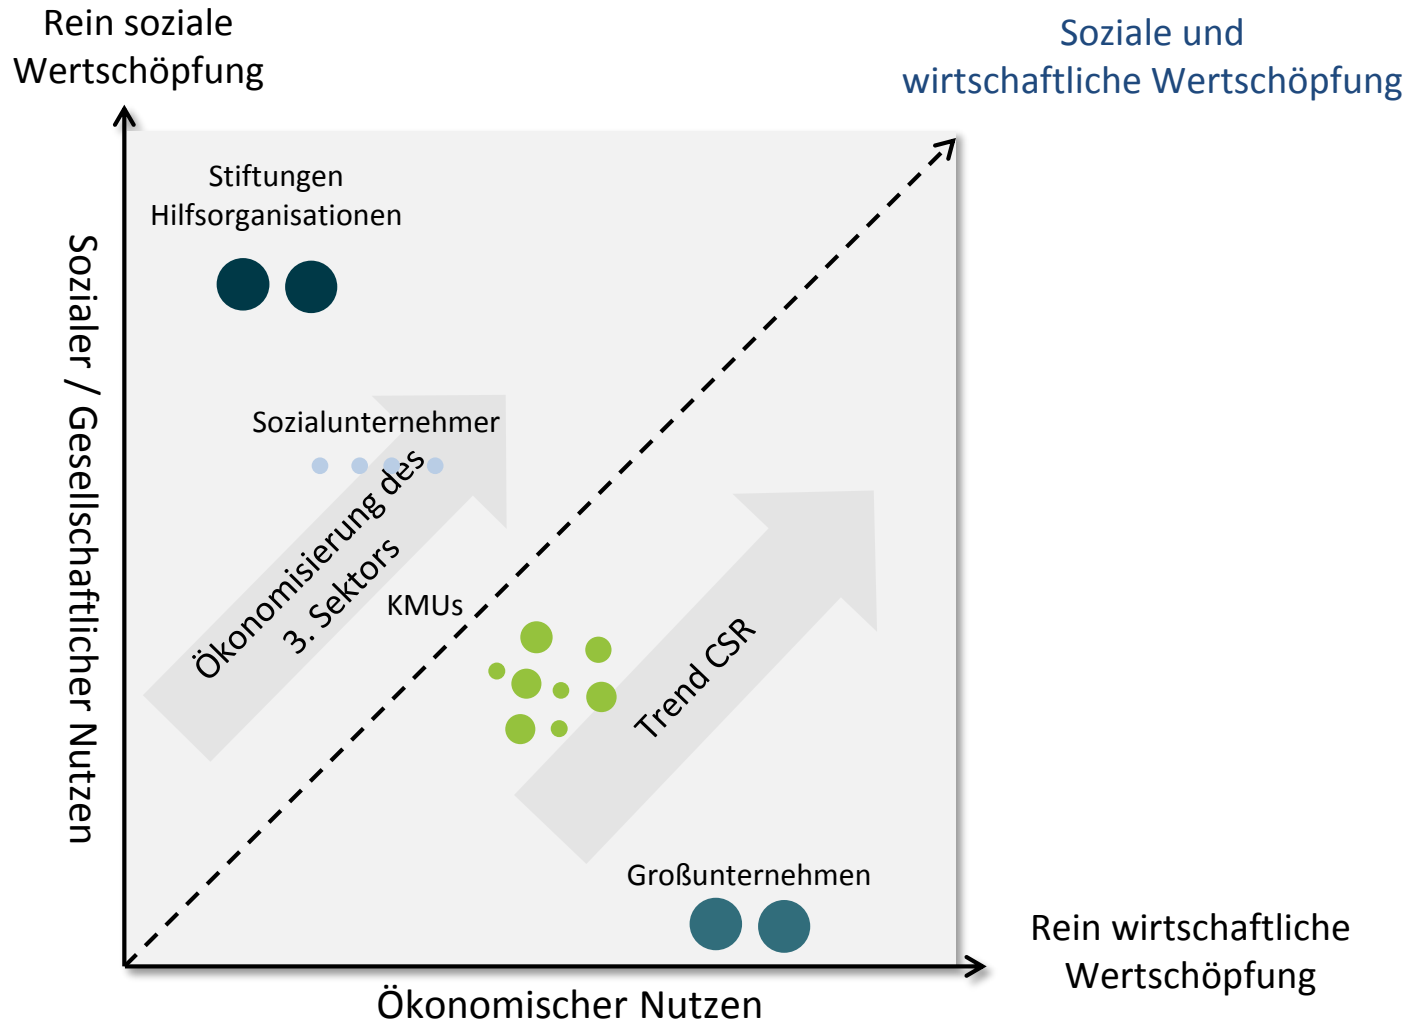 Rein soziale
Wertschöpfung
Soziale und
wirtschaftliche Wertschöpfung
Stiftungen
Hilfsorganisationen
Sozialer / Gesellschaftlicher Nutzen
Sozialunternehmer
Ökonomisierung des
3. Sektors
KMUs
Trend CSR
Großunternehmen
Rein wirtschaftliche
Wertschöpfung
Ökonomischer Nutzen